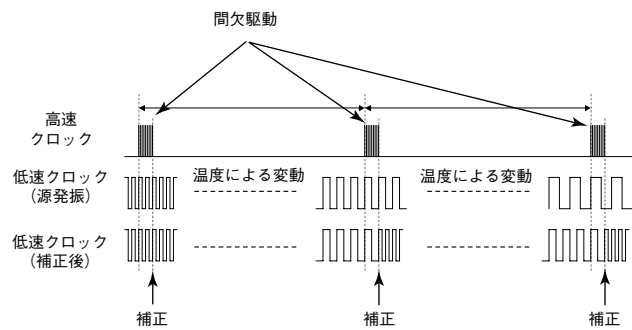 間欠駆動
高速
クロック
低速クロック
（源発振）
温度による変動
温度による変動
低速クロック
（補正後）
補正
補正
補正